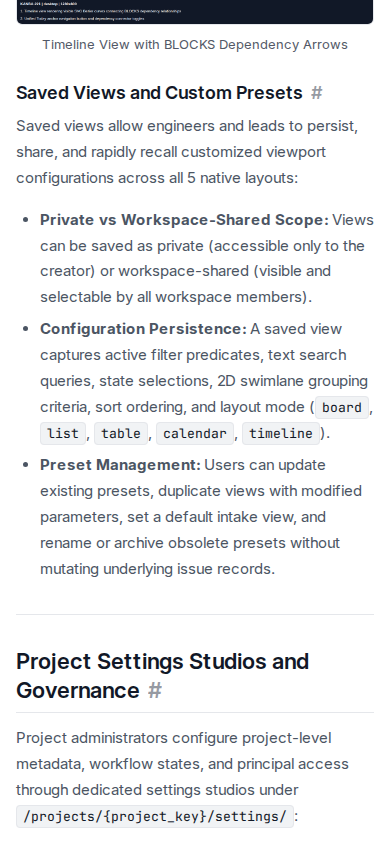 KANBA-201 | desktop | 1280x800
Timeline View with BLOCKS Dependency Arrows
Saved Views and Custom Presets #
Saved views allow engineers and leads to persist,
share, and rapidly recall customized viewport
configurations across all 5 native layouts:
• Private vs Workspace-Shared Scope: Views
can be saved as private (accessible only to the
creator) or workspace-shared (visible and
selectable by all workspace members).
• Configuration Persistence: A saved view
captures active filter predicates, text search
queries, state selections, 2D swimlane grouping
criteria, sort ordering, and layout mode ( board ,
list , table , calendar , timeline ).
• Preset Management: Users can update
existing presets, duplicate views with modified
parameters, set a default intake view, and
rename or archive obsolete presets without
mutating underlying issue records.
Project Settings Studios and
Governance #
Project administrators configure project-level
metadata, workflow states, and principal access
through dedicated settings studios under
/projects/{project_key}/settings/ :